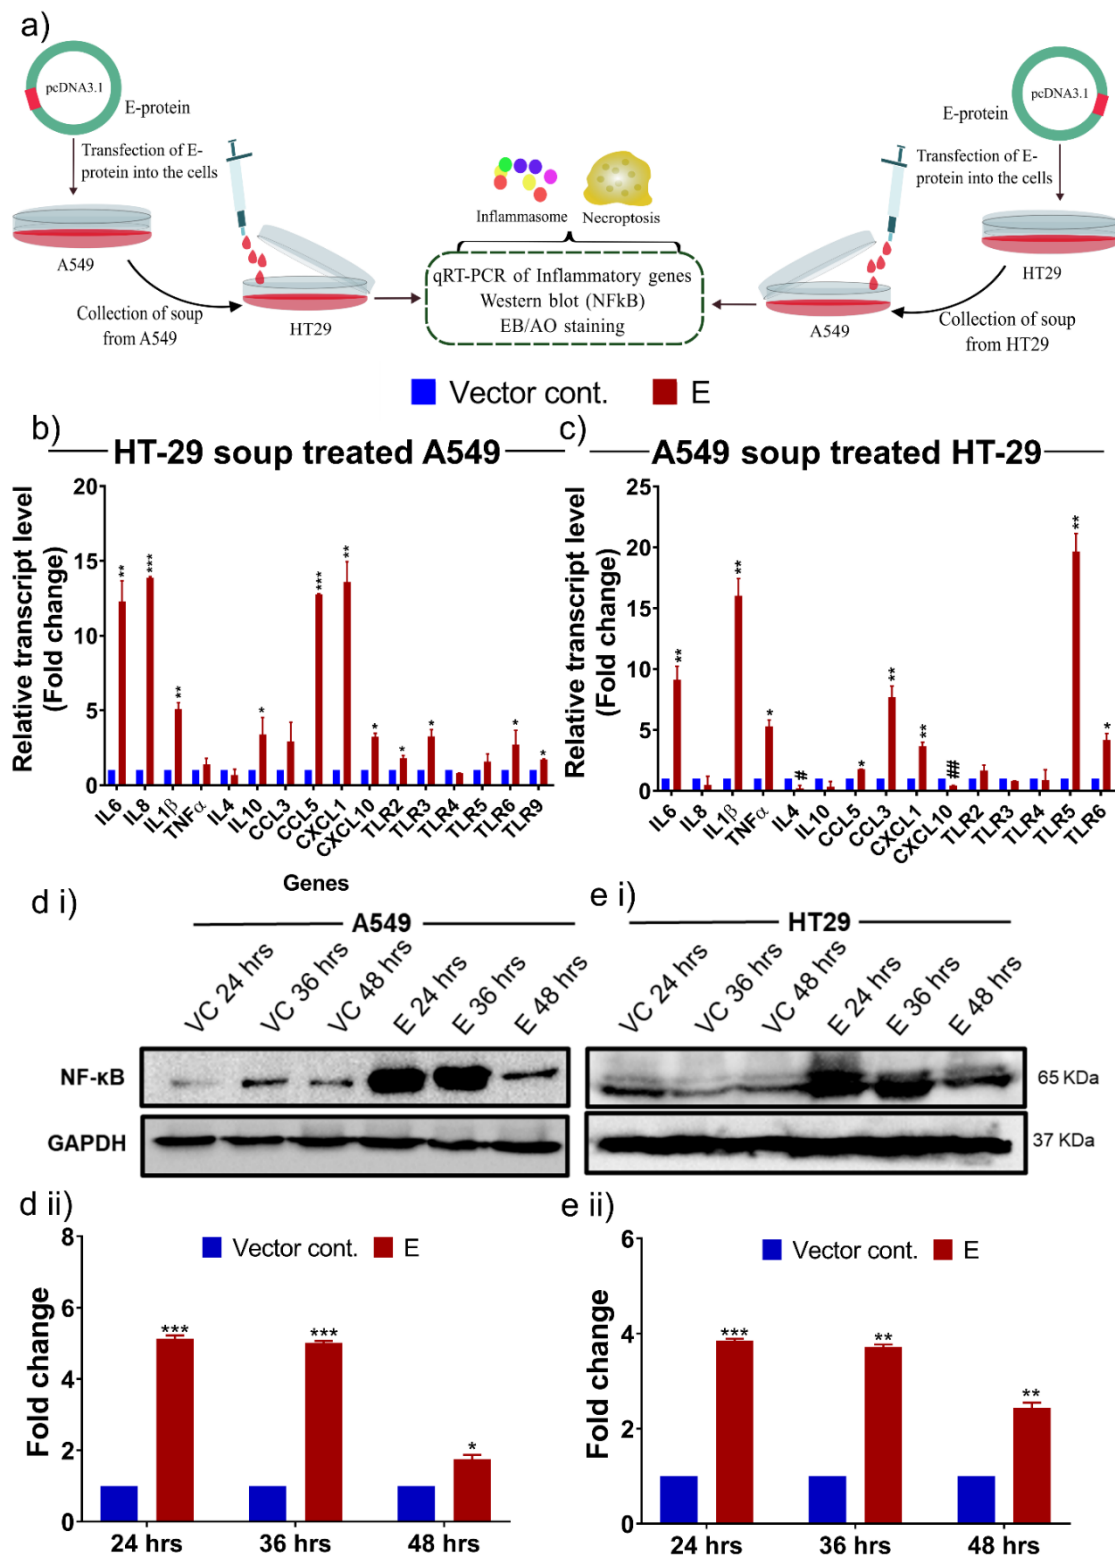 a)
pcDNA3.1
E-protein
Transfection of E-
protein into the cells
A549
Collection of soup
from A549
HT29
Inflammasome
Necroptosis
qRT-PCR of Inflammatory genes
Western blot (NFkB)
EB/AO staining
pcDNA3.1
E-protein
Transfection of E-
protein into the cells
HT29
A549
Collection of soup
from HT29
Vector cont.
E
b)
HT-29 soup treated A549
Relative transcript level
(Fold change)
20
15
10
5
0
** *** ** * *** ** * * * * *
IL6 IL8 IL1β TNFα IL4 IL10 CCL3 CCL5 CXCL1 CXCL10 TLR2 TLR3 TLR4 TLR5 TLR6 TLR9
Genes
c)
A549 soup treated HT-29
Relative transcript level
(Fold change)
25
20
15
10
5
0
** ** * # * ** ** ## ** *
IL6 IL8 IL1β TNFα IL4 IL10 CCL5 CCL3 CXCL1 CXCL10 TLR2 TLR3 TLR4 TLR5 TLR6
d i)
A549
VC 24 hrs VC 36 hrs VC 48 hrs E 24 hrs E 36 hrs E 48 hrs
NF-κB
GAPDH
e i)
HT29
VC 24 hrs VC 36 hrs VC 48 hrs E 24 hrs E 36 hrs E 48 hrs
65 KDa
37 KDa
d ii)
Vector cont. E
Fold change
8
6
4
2
0
*** *** *
24 hrs 36 hrs 48 hrs
e ii)
Vector cont. E
Fold change
6
4
2
0
*** ** **
24 hrs 36 hrs 48 hrs